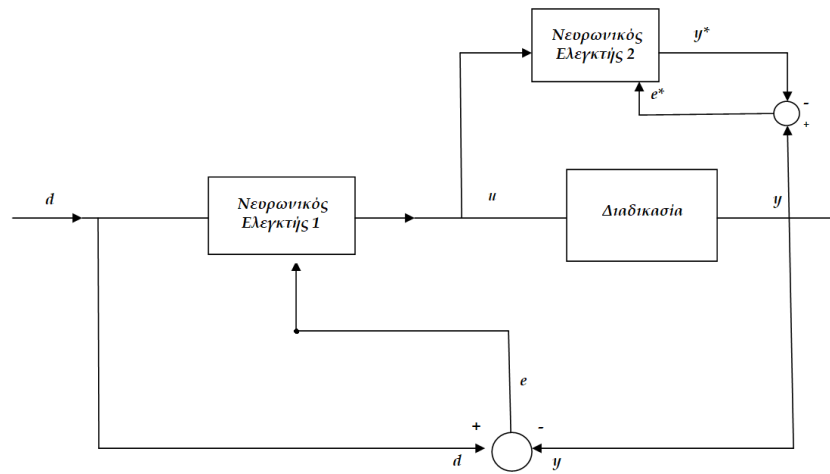 Νευρωνικός
Ελεγκτής 2
y*
e*
-
+
d
Νευρωνικός
Ελεγκτής 1
u
Διαδικασία
y
e
+
-
d
y